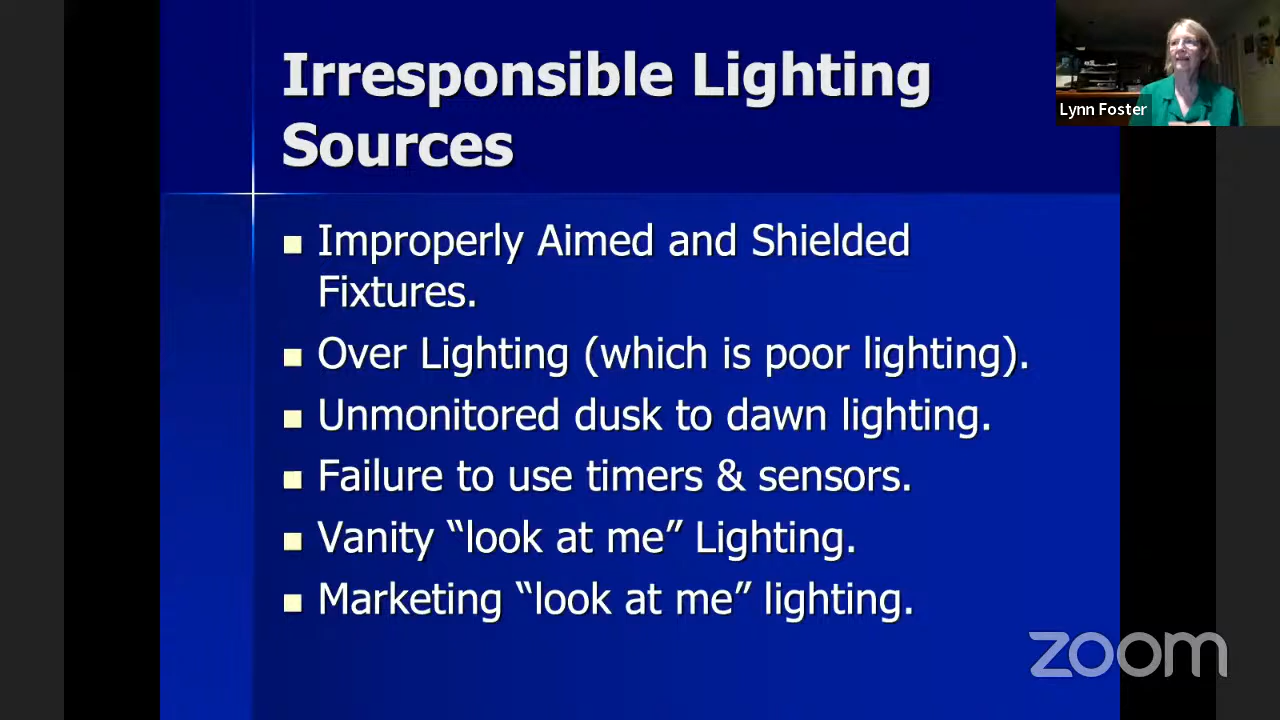 Irresponsible Lighting
Sources
Lynn Foster
Improperly Aimed and Shielded
Fixtures.
Over Lighting (which is poor lighting).
Unmonitored dusk to dawn lighting.
Failure to use timers & sensors.
Vanity “look at me” Lighting.
Marketing “look at me” lighting.
zoom